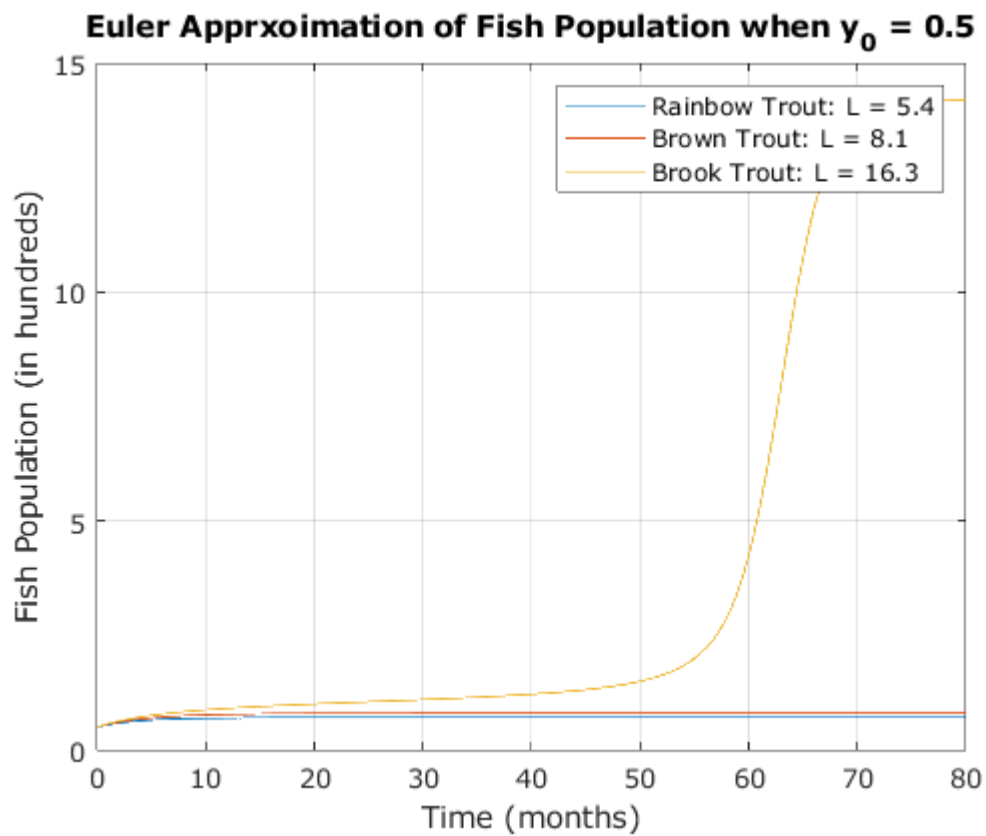 Euler Apprxoimation of Fish Population when y_0 = 0.5
15
Rainbow Trout: L = 5.4
Brown Trout: L = 8.1
Brook Trout: L = 16.3
10
Fish Population (in hundreds)
5
0
0 10 20 30 40 50 60 70 80
Time (months)